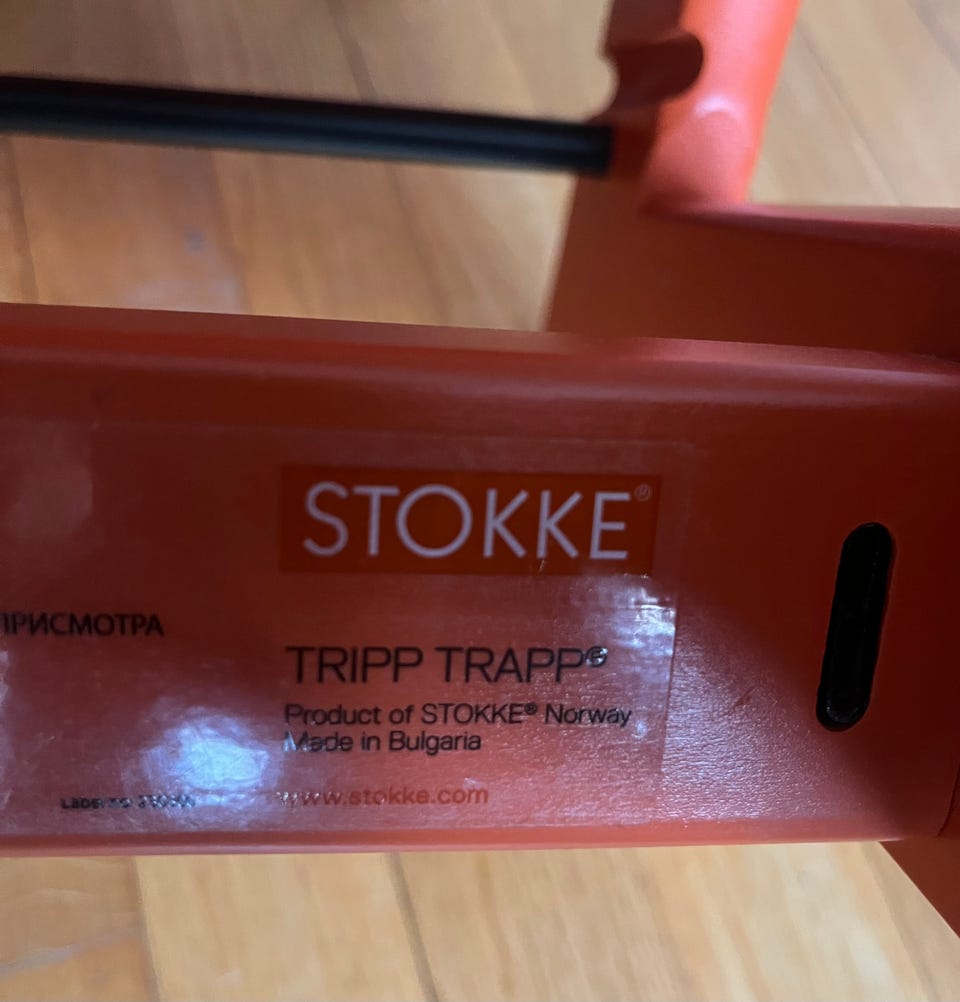 STOKKE®
ПРИСМОТРА
TRIPP TRAPP®
Product of STOKKE® Norway
Made in Bulgaria
www.stokke.com